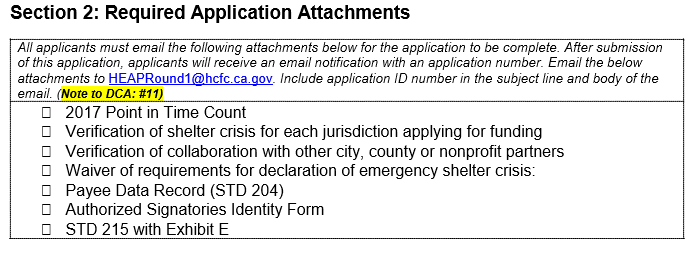 Section 2: Required Application Attachments
All applicants must email the following attachments below for the application to be complete. After submission
of this application, applicants will receive an email notification with an application number. Email the below
attachments to HEAPRound1@hcfc.ca.gov. Include application ID number in the subject line and body of the
email. (Note to DCA: #11)
☐ 2017 Point in Time Count
☐ Verification of shelter crisis for each jurisdiction applying for funding
☐ Verification of collaboration with other city, county or nonprofit partners
☐ Waiver of requirements for declaration of emergency shelter crisis:
☐ Payee Data Record (STD 204)
☐ Authorized Signatories Identity Form
☐ STD 215 with Exhibit E